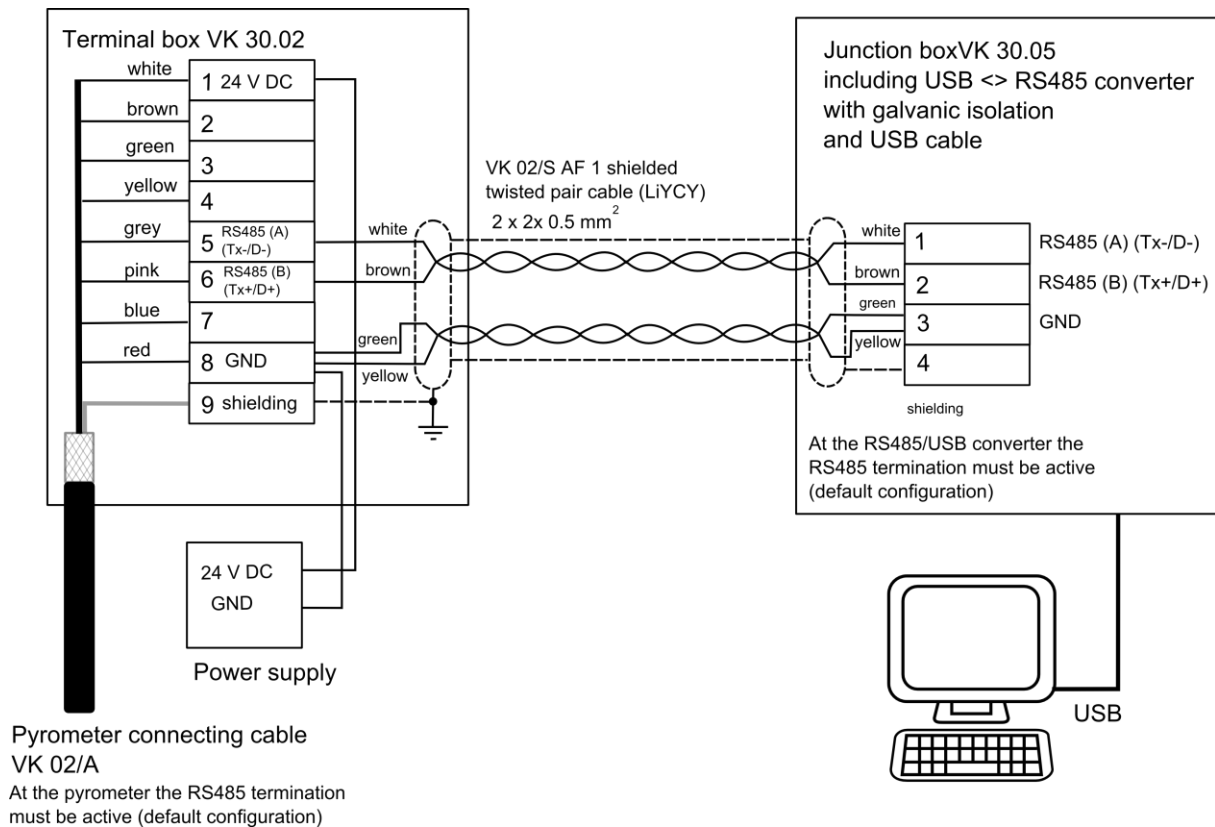 Terminal box VK 30.02
white
1 24 V DC
brown
2
green
3
yellow
4
grey
5 RS485 (A)
(Tx-/D-)
pink
6 RS485 (B)
(Tx+/D+)
blue
7
red
8 GND
9 shielding
white
brown
green
yellow
VK 02/S AF 1 shielded
twisted pair cable (LiYCY)
2 x 2x 0.5 mm²
Junction boxVK 30.05
including USB <> RS485 converter
with galvanic isolation
and USB cable
white
1 RS485 (A) (Tx-/D-)
brown
2 RS485 (B) (Tx+/D+)
green
3 GND
yellow
4
shielding
At the RS485/USB converter the
RS485 termination must be active
(default configuration)
24 V DC
GND
Power supply
USB
Pyrometer connecting cable
VK 02/A
At the pyrometer the RS485 termination
must be active (default configuration)